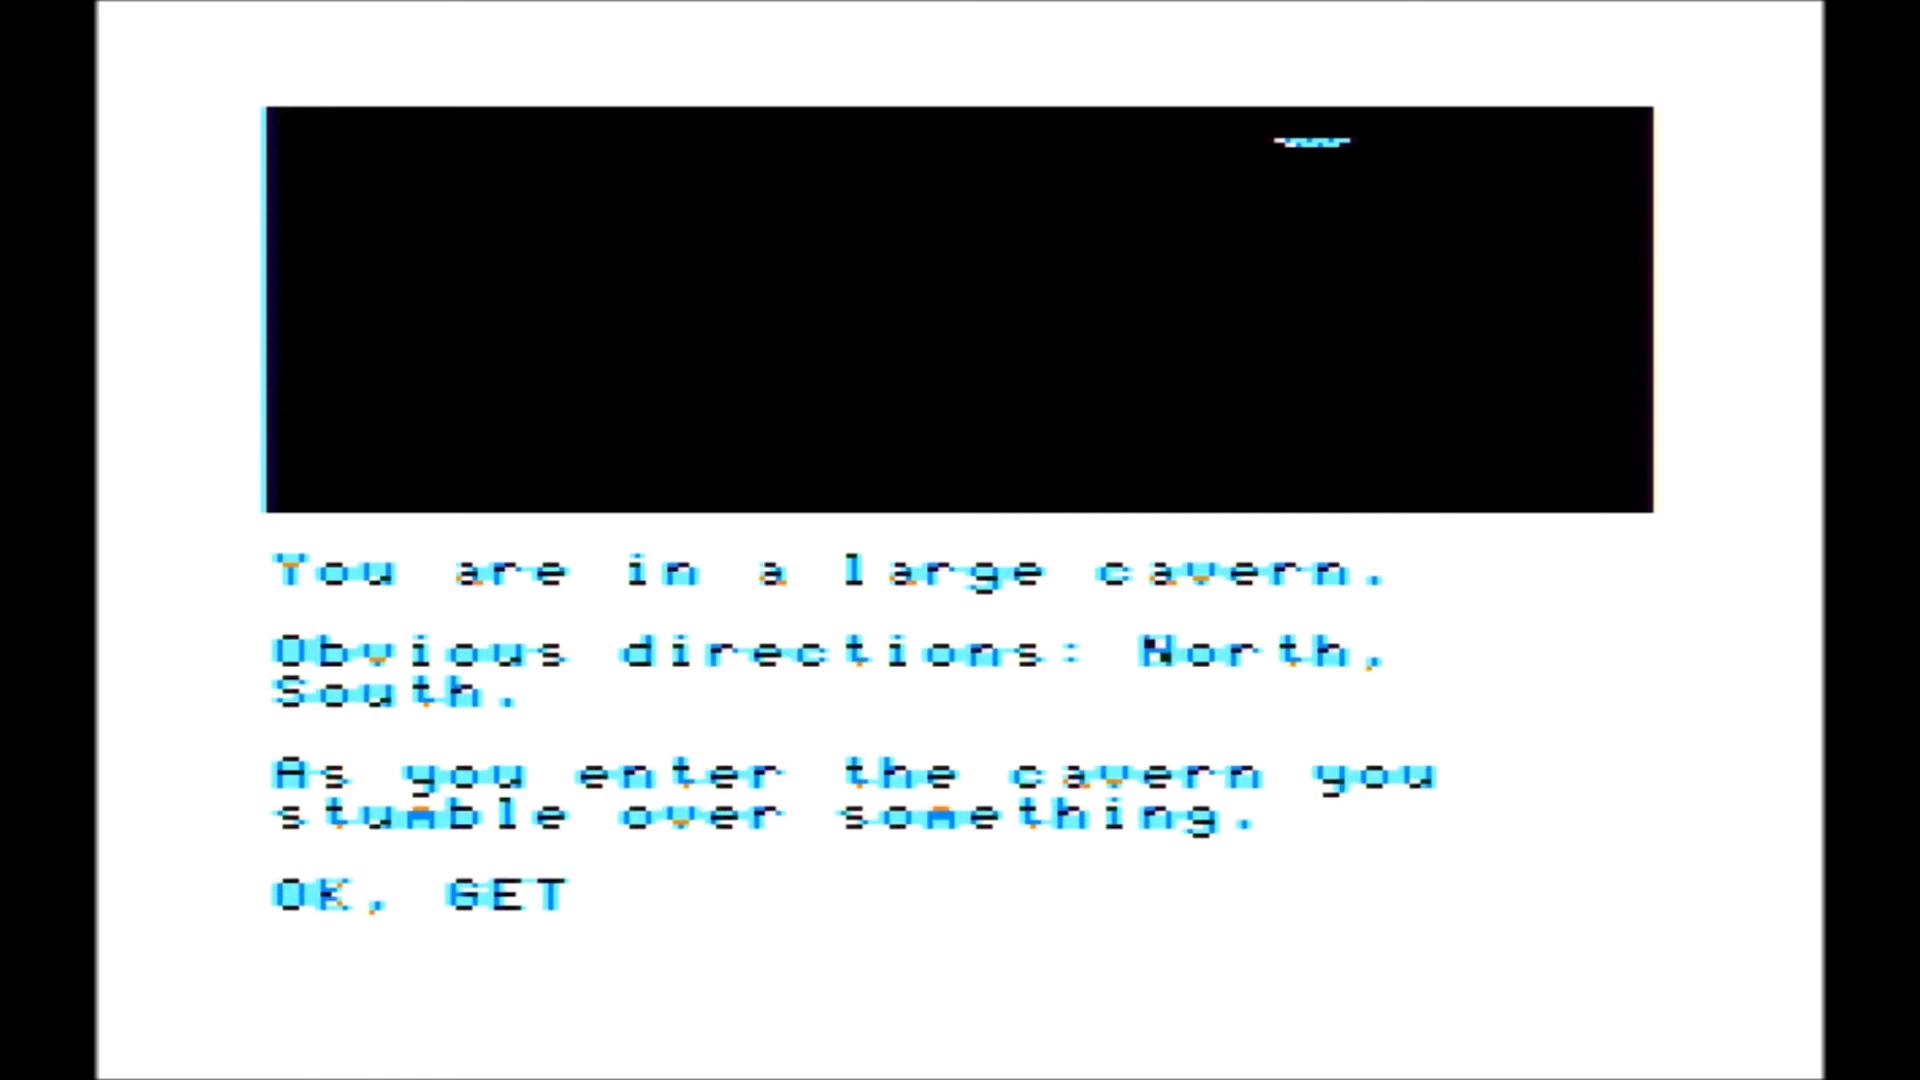 You are in a large cavern.
Obvious directions: North,
South.
As you enter the cavern you
stumble over something.
OK, GET